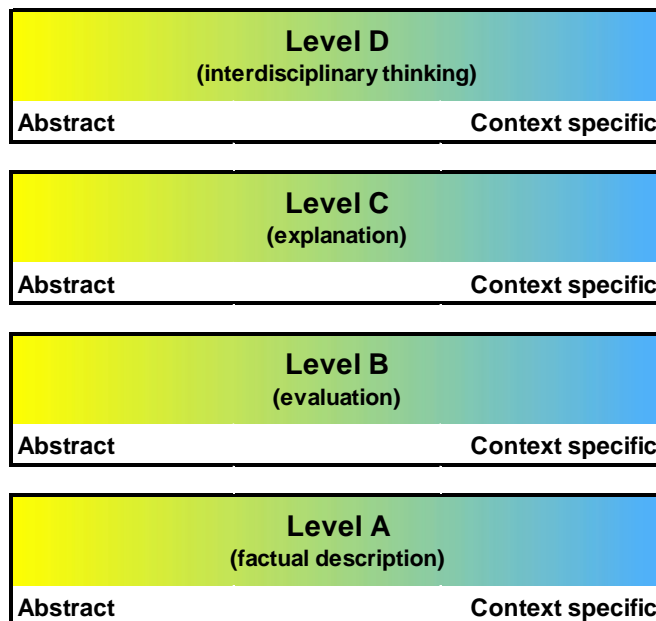 Level D
(interdisciplinary thinking)
Abstract Context specific
Level C
(explanation)
Abstract Context specific
Level B
(evaluation)
Abstract Context specific
Level A
(factual description)
Abstract Context specific